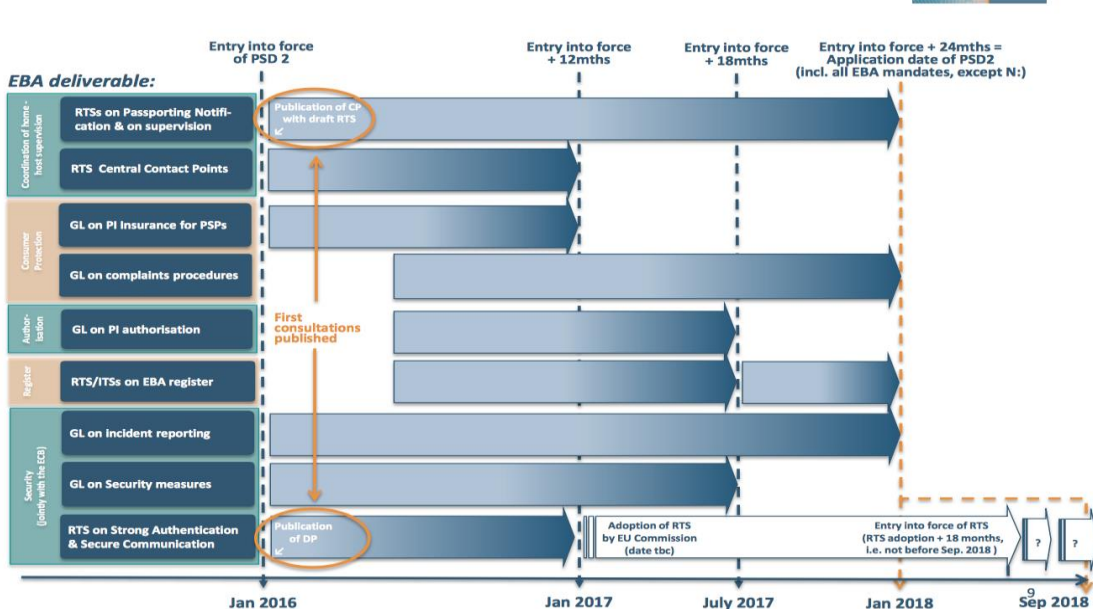 Entry into force
of PSD 2
Entry into force
+ 12mths
Entry into force
+ 18mths
Entry into force + 24mths =
Application date of PSD2
(incl. all EBA mandates, except N:)
EBA deliverable:
Coordination of home -
host supervision
RTSs on Passporting Notifi-
cation & on supervision
Publication of CP
with draft RTS
RTS Central Contact Points
Consumer
Protection
GL on PI Insurance for PSPs
GL on complaints procedures
Author-
isation
GL on PI authorisation
First
consultations
published
Register
RTS/ITSs on EBA register
Security
(jointly with the ECB)
GL on incident reporting
GL on Security measures
RTS on Strong Authentication
& Secure Communication
Publication
of DP
Adoption of RTS
by EU Commission
(date tbc)
Entry into force of RTS
(RTS adoption + 18 months,
i.e. not before Sep. 2018 )
?
?
Jan 2016
Jan 2017
July 2017
Jan 2018
9
Sep 2018